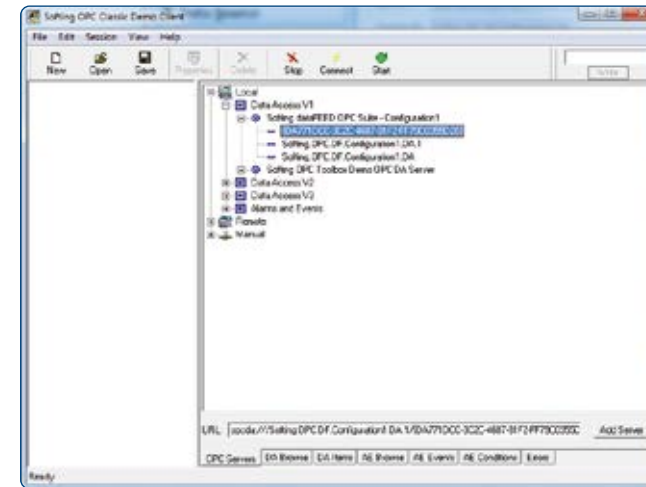 Softing OPC Classic Demo Client
File Edit Session View Help
New Open Save Properties Delete Stop Connect Start
Write
Local
Data Access V1
Softing dataFEED OPC Suite - Configuration1
Softing.OPC.DF.Configuration1.DA.1
Softing.OPC.DF.Configuration1.DA
Softing OPC Toolbox Demo OPC DA Server
Data Access V2
Data Access V3
Alarms and Events
Remote
Manual
URL Add Server
OPC Servers DA Browse DA Items AE Browse AE Events AE Conditions Errors
Ready